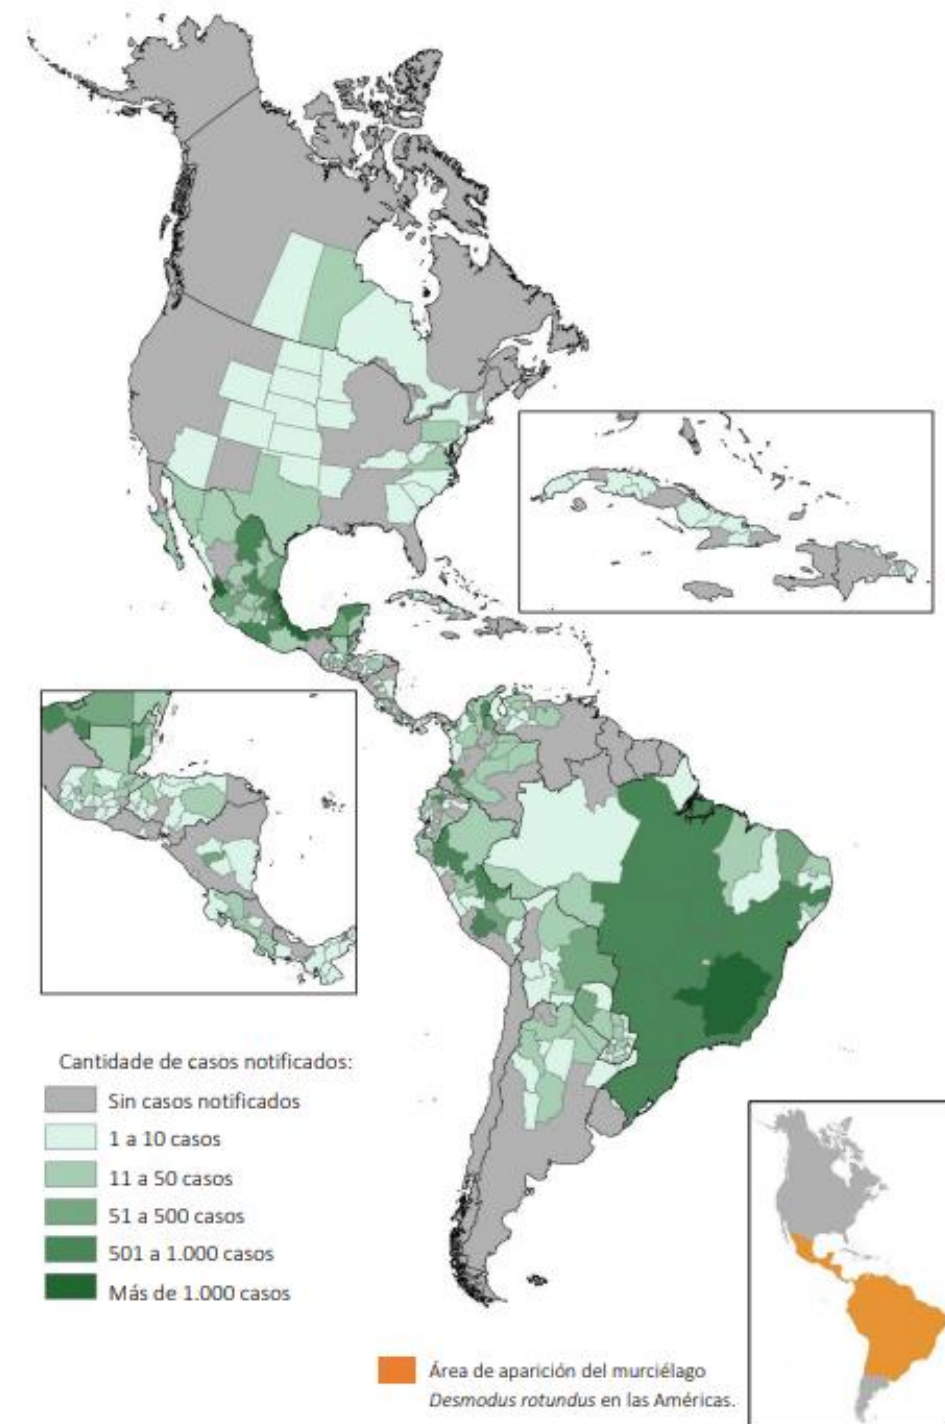 Cantidade de casos notificados:
Sin casos notificados
1 a 10 casos
11 a 50 casos
51 a 500 casos
501 a 1.000 casos
Más de 1.000 casos
Área de aparición del murciélago
Desmodus rotundus en las Américas.